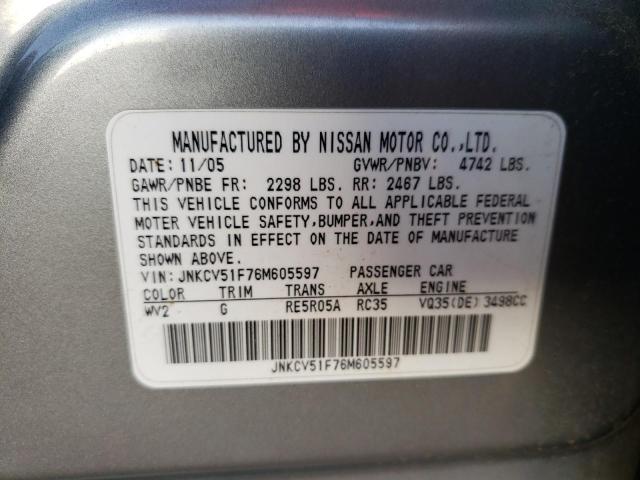 MANUFACTURED BY NISSAN MOTOR CO.,LTD.
DATE: 11/05 GVWR/PNBV: 4742 LBS.
GAWR/PNBE FR: 2298 LBS. RR: 2467 LBS.
THIS VEHICLE CONFORMS TO ALL APPLICABLE FEDERAL
MOTER VEHICLE SAFETY,BUMPER,AND THEFT PREVENTION
STANDARDS IN EFFECT ON THE DATE OF MANUFACTURE
SHOWN ABOVE.
VIN: JNKCV51F76M605597 PASSENGER CAR
COLOR TRIM TRANS AXLE ENGINE
WV2 G RE5R05A RC35 VQ35(DE) 3498CC
JNKCV51F76M605597